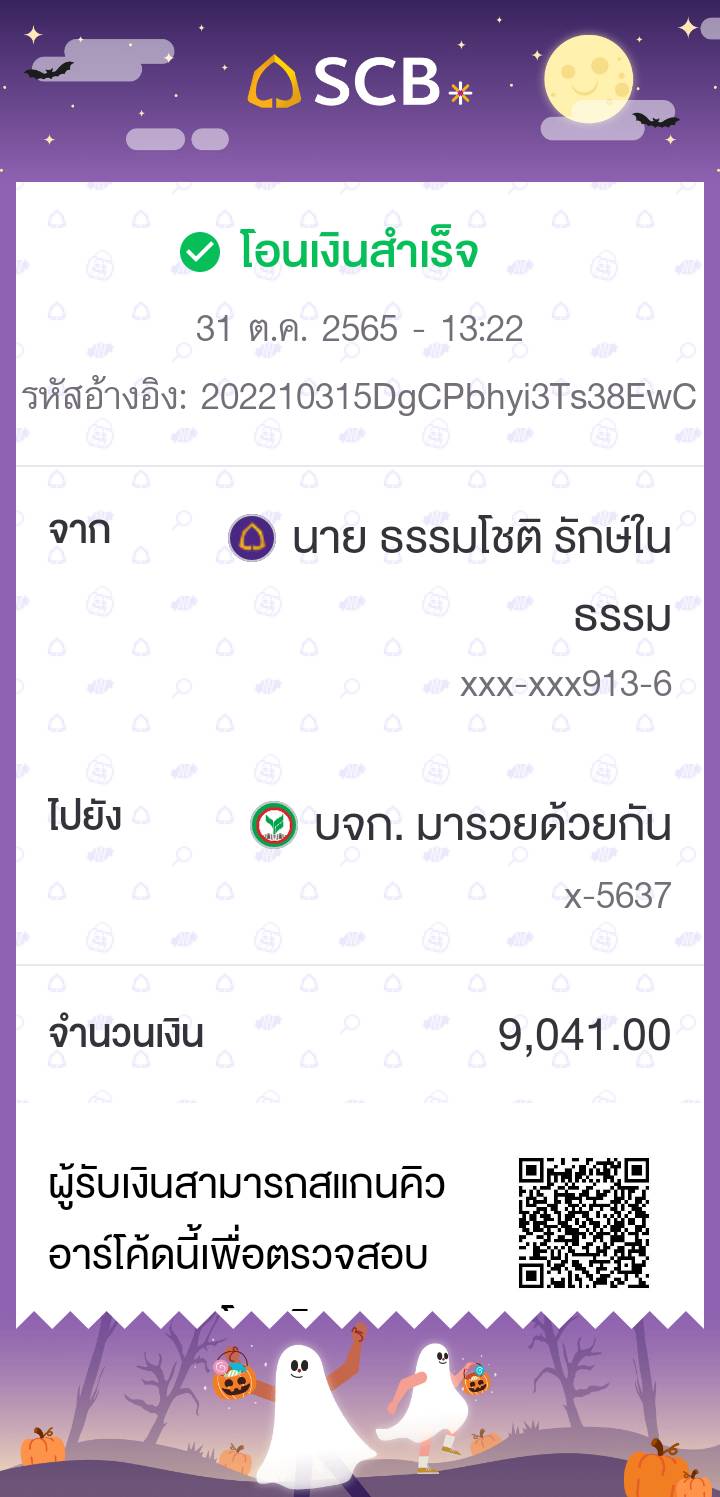 SCB
โอนเงินสำเร็จ
31 ต.ค. 2565 - 13:22
รหัสอ้างอิง: 202210315DgCPbhyi3Ts38EwC
จาก
นาย ธรรมโชติ รักษ์ใน
ธรรม
xxx-xxx913-6
ไปยัง
บจก. มารวยด้วยกัน
x-5637
จำนวนเงิน
9,041.00
ผู้รับเงินสามารถสแกนคิว
อาร์โค้ดนี้เพื่อตรวจสอบ